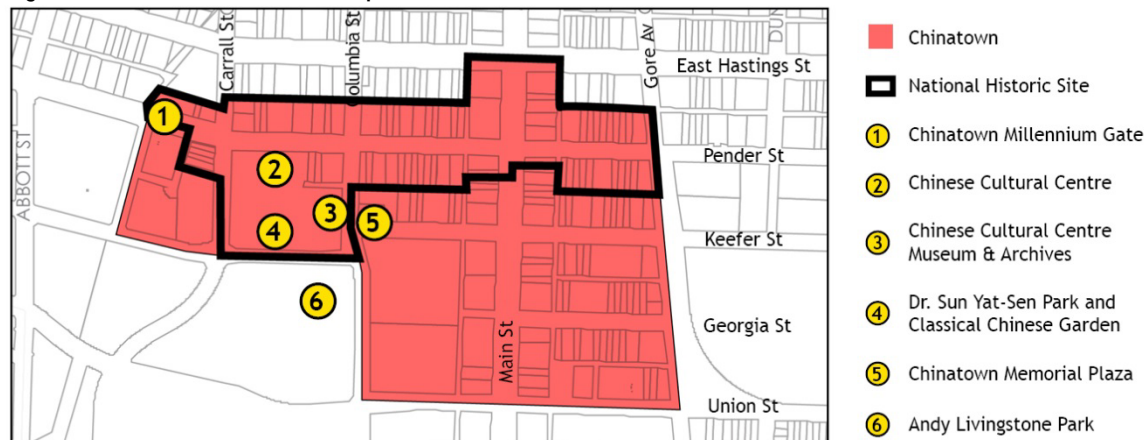 Carrall St
Columbia St
Gore Av
East Hastings St
ABBOTT ST
Pender St
Keefer St
Georgia St
Main St
Union St
1
2
3
4
5
6
Chinatown
National Historic Site
1 Chinatown Millennium Gate
2 Chinese Cultural Centre
3 Chinese Cultural Centre
Museum & Archives
4 Dr. Sun Yat-Sen Park and
Classical Chinese Garden
5 Chinatown Memorial Plaza
6 Andy Livingstone Park